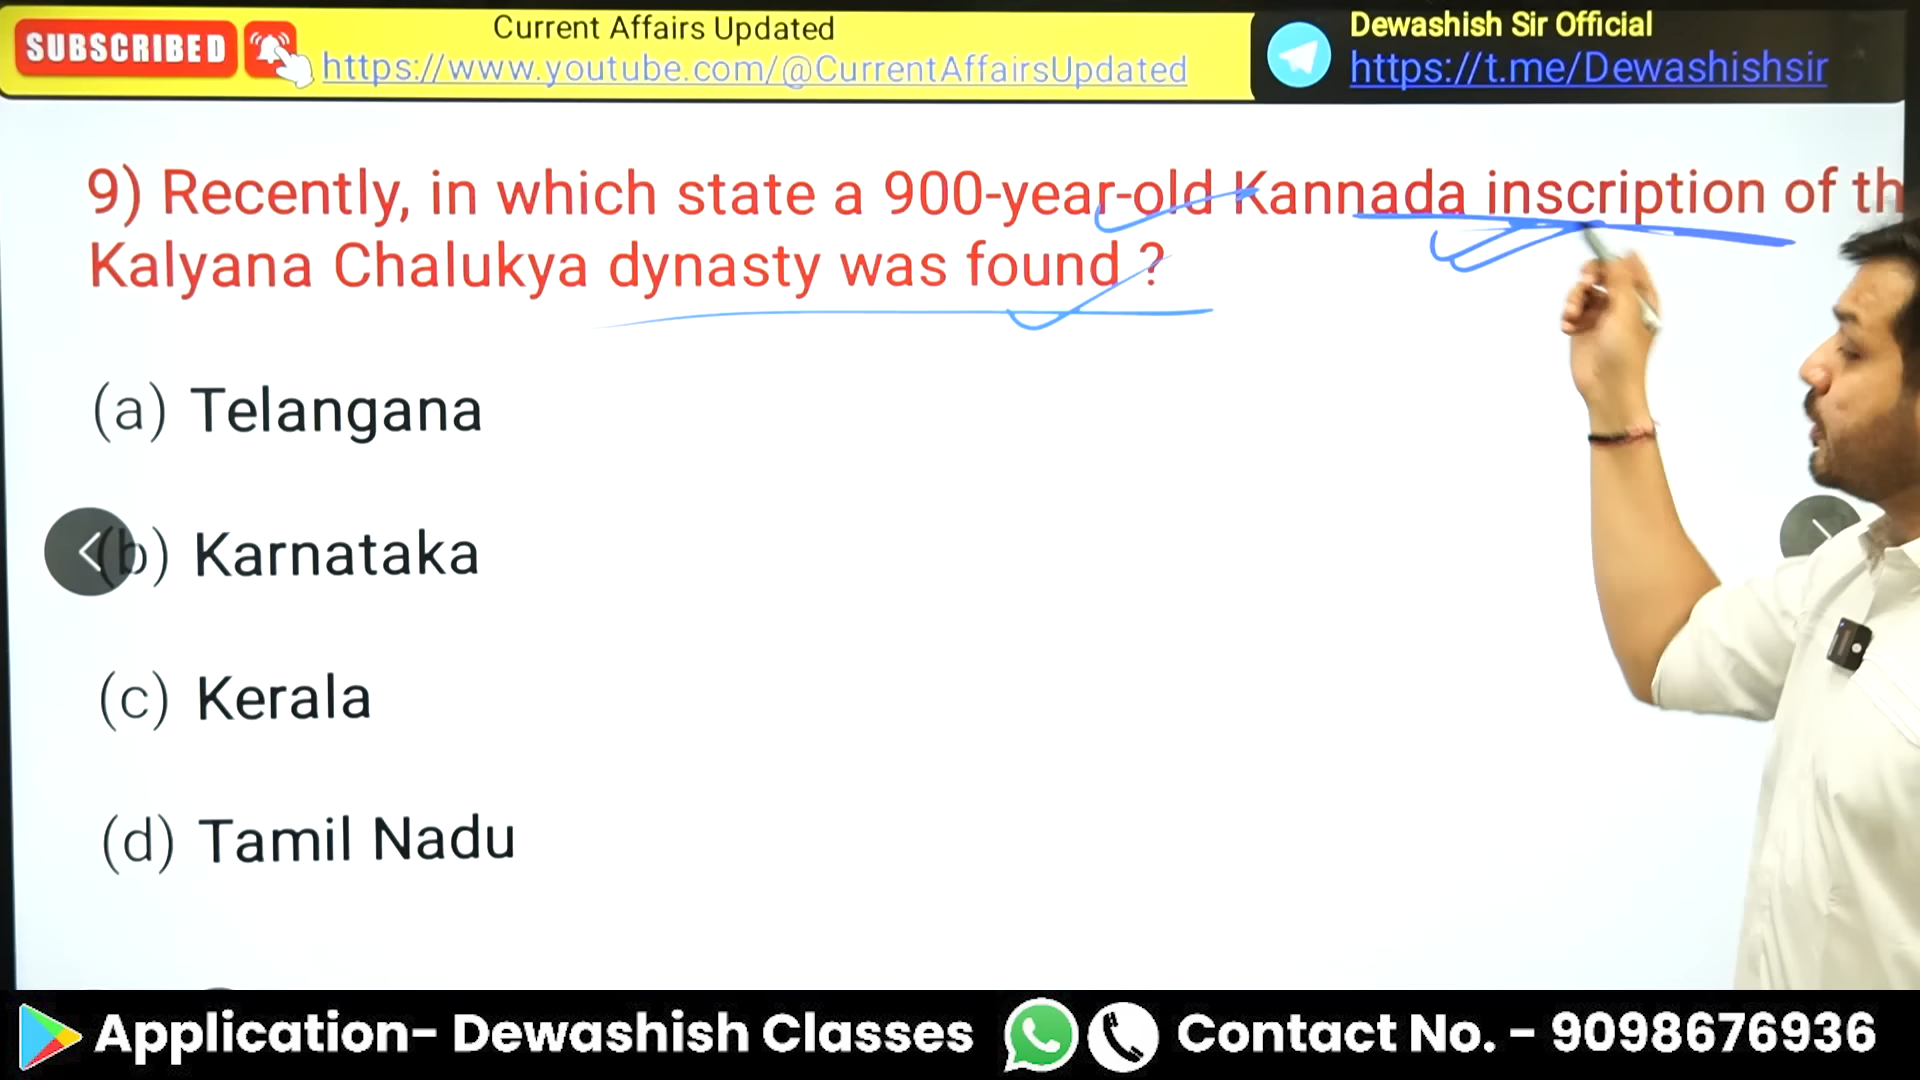 SUBSCRIBED
Current Affairs Updated
https://www.youtube.com/@CurrentAffairsUpdated
Dewashish Sir Official
https://t.me/Dewashishsir
9) Recently, in which state a 900-year-old Kannada inscription of th
Kalyana Chalukya dynasty was found ?
(a) Telangana
(b) Karnataka
(c) Kerala
(d) Tamil Nadu
Application- Dewashish Classes
Contact No. - 9098676936